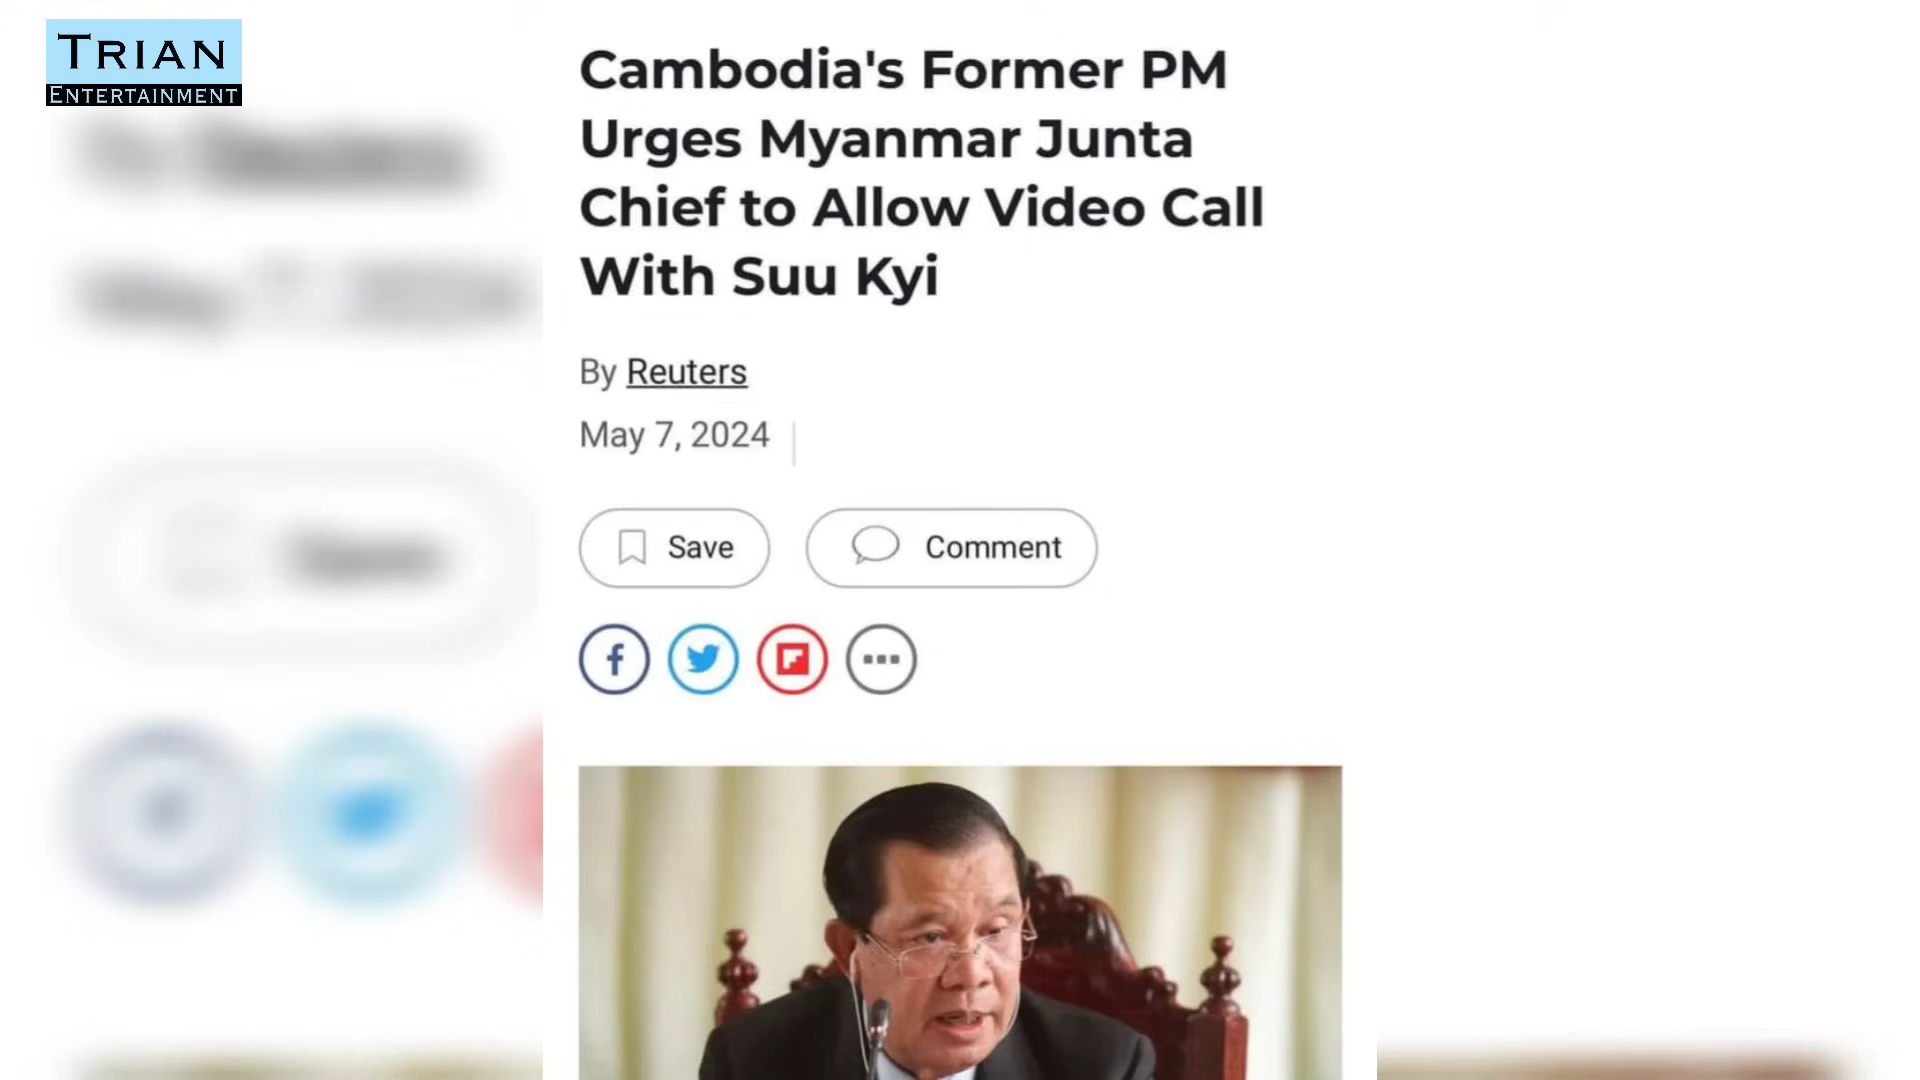 TRIAN
ENTERTAINMENT
Cambodia's Former PM
Urges Myanmar Junta
Chief to Allow Video Call
With Suu Kyi
By Reuters
May 7, 2024
Save
Comment